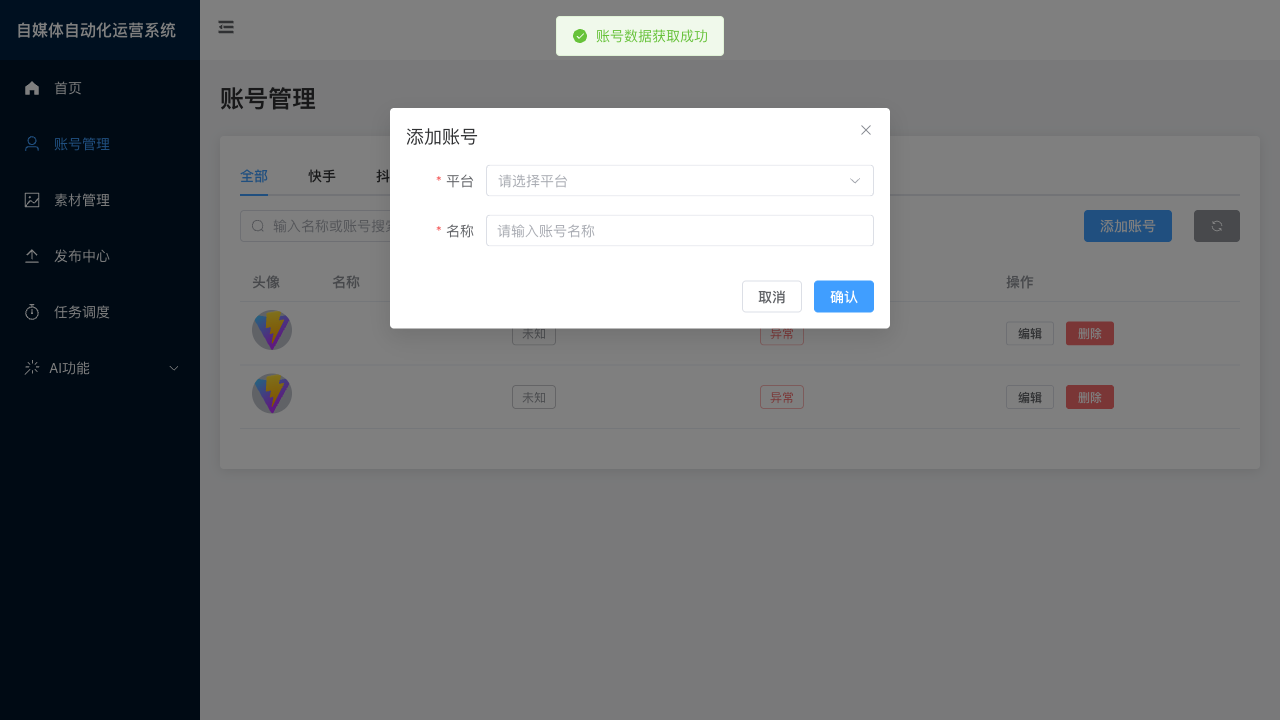 自媒体自动化运营系统
账号数据获取成功
首页
账号管理
素材管理
发布中心
任务调度
AI功能
账号管理
全部
快手
添加账号
* 平台
请选择平台
* 名称
请输入账号名称
取消
确认
输入名称或账号搜
添加账号
头像
名称
操作
未知
异常
编辑
删除
未知
异常
编辑
删除